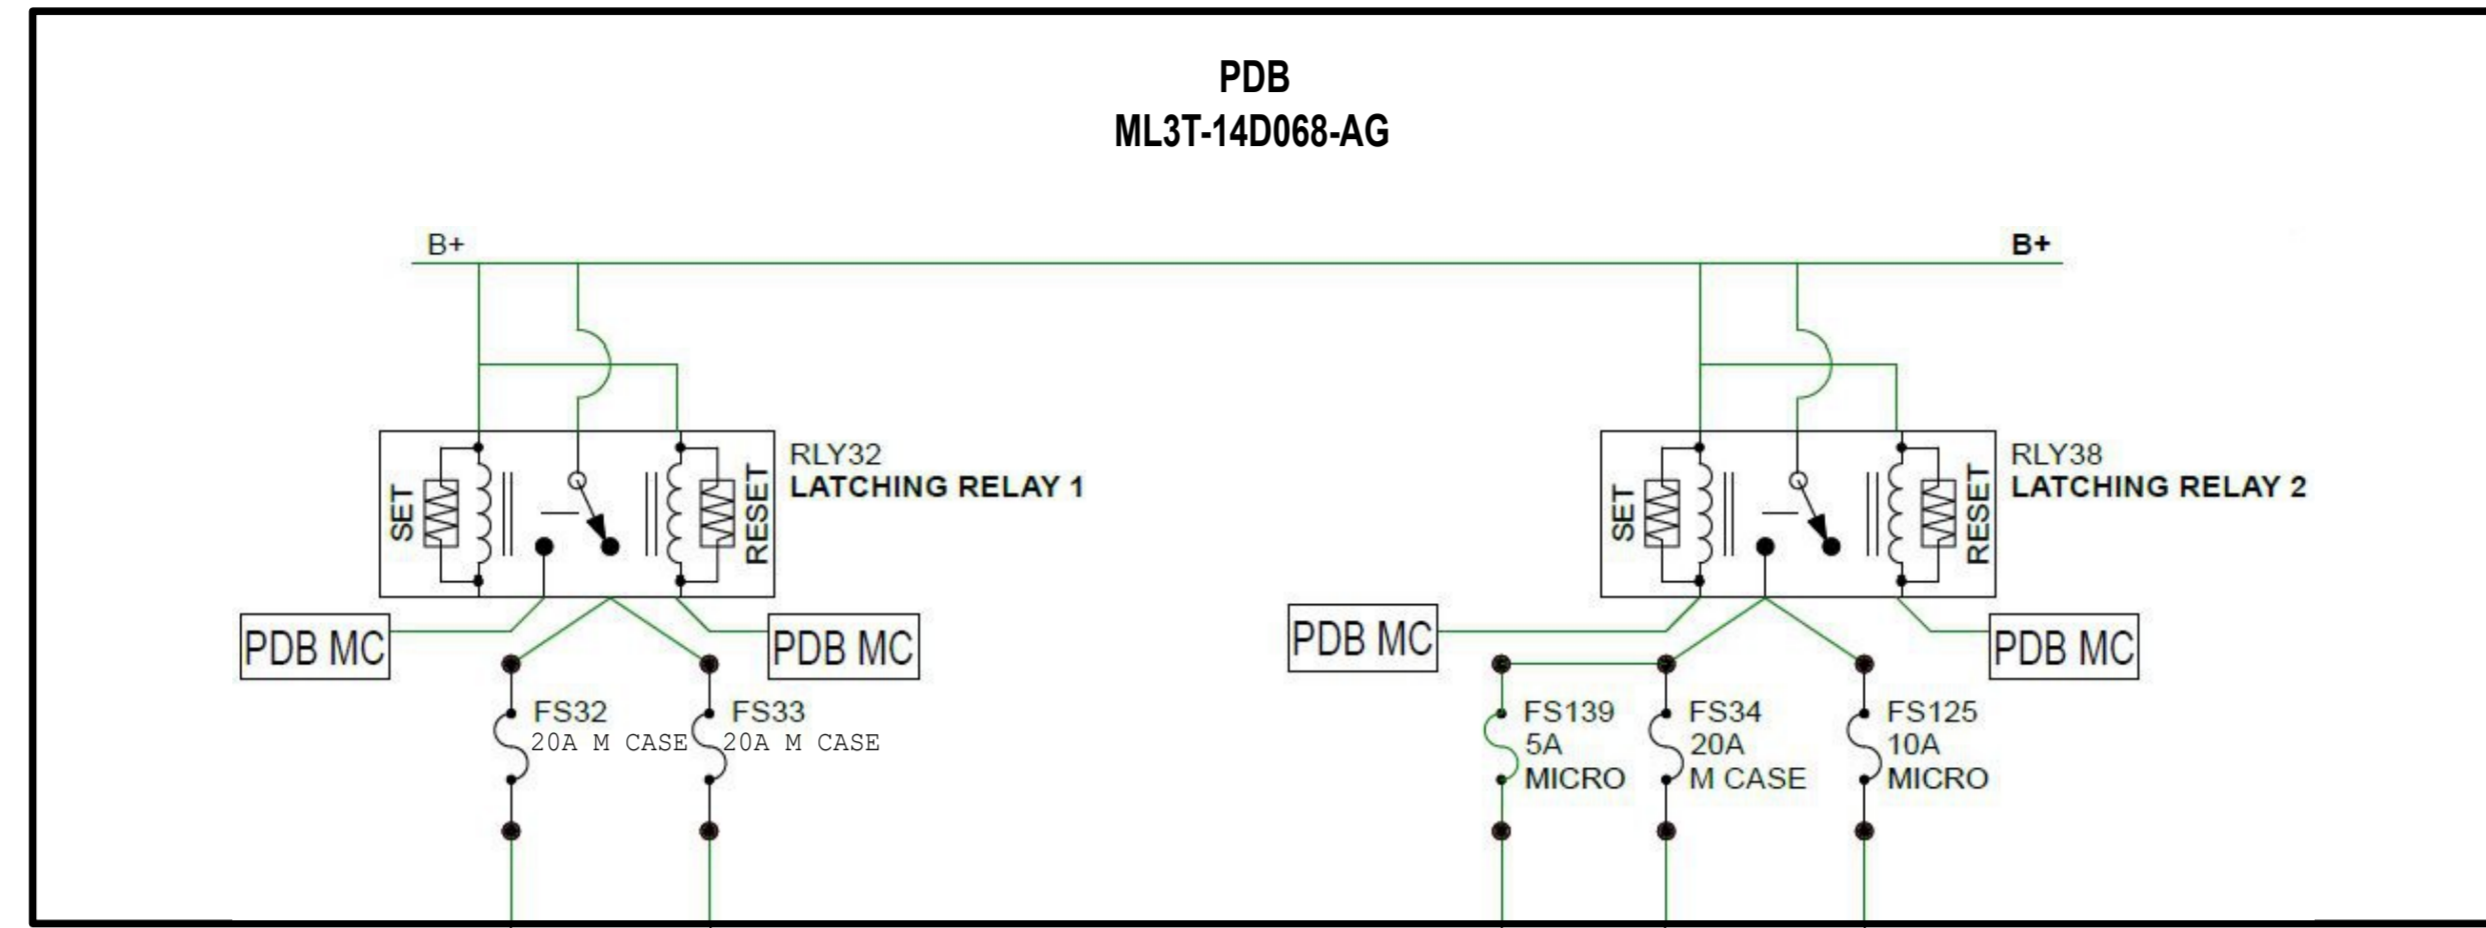 PDB
ML3T-14D068-AG
B+
B+
SET
RESET
RLY32
LATCHING RELAY 1
SET
RESET
RLY38
LATCHING RELAY 2
PDB MC
PDB MC
PDB MC
PDB MC
FS32
20A M CASE
FS33
20A M CASE
FS139
5A
MICRO
FS34
20A
M CASE
FS125
10A
MICRO